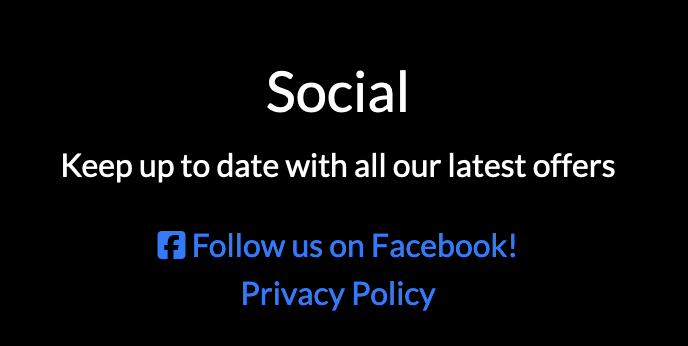 Social
Keep up to date with all our latest offers
Follow us on Facebook!
Privacy Policy